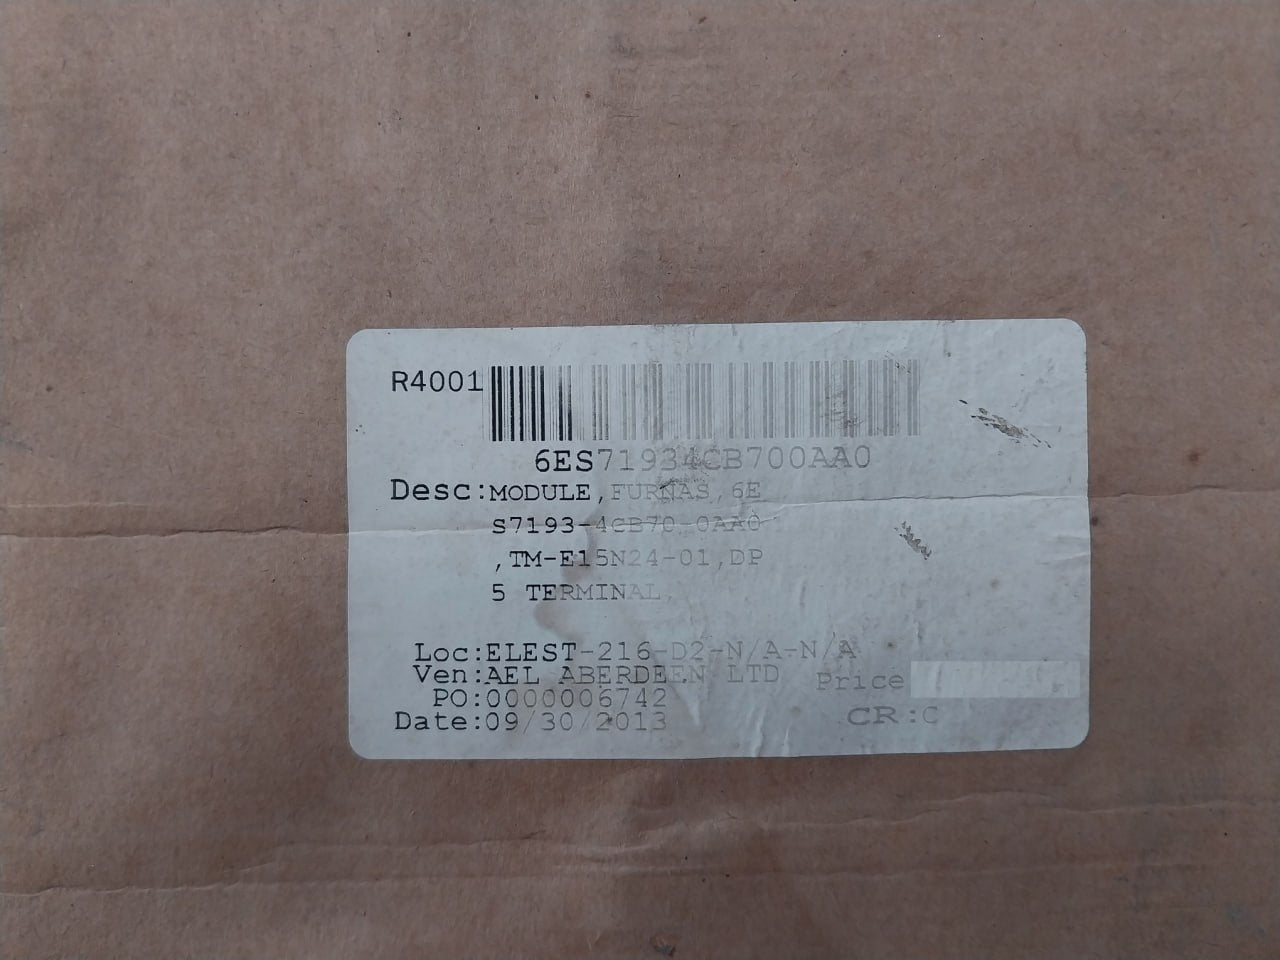 R4001
6ES71934CB700AA0
Desc:MODULE,FURNAS,6E
S7193-4CB70-0AA0
,TM-E15N24-01,DP
5 TERMINAL,
Loc:ELEST-216-D2-N/A-N/A
Ven:AEL ABERDEEN LTD
Price
PO:0000006742
CR:C
Date:09/30/2013